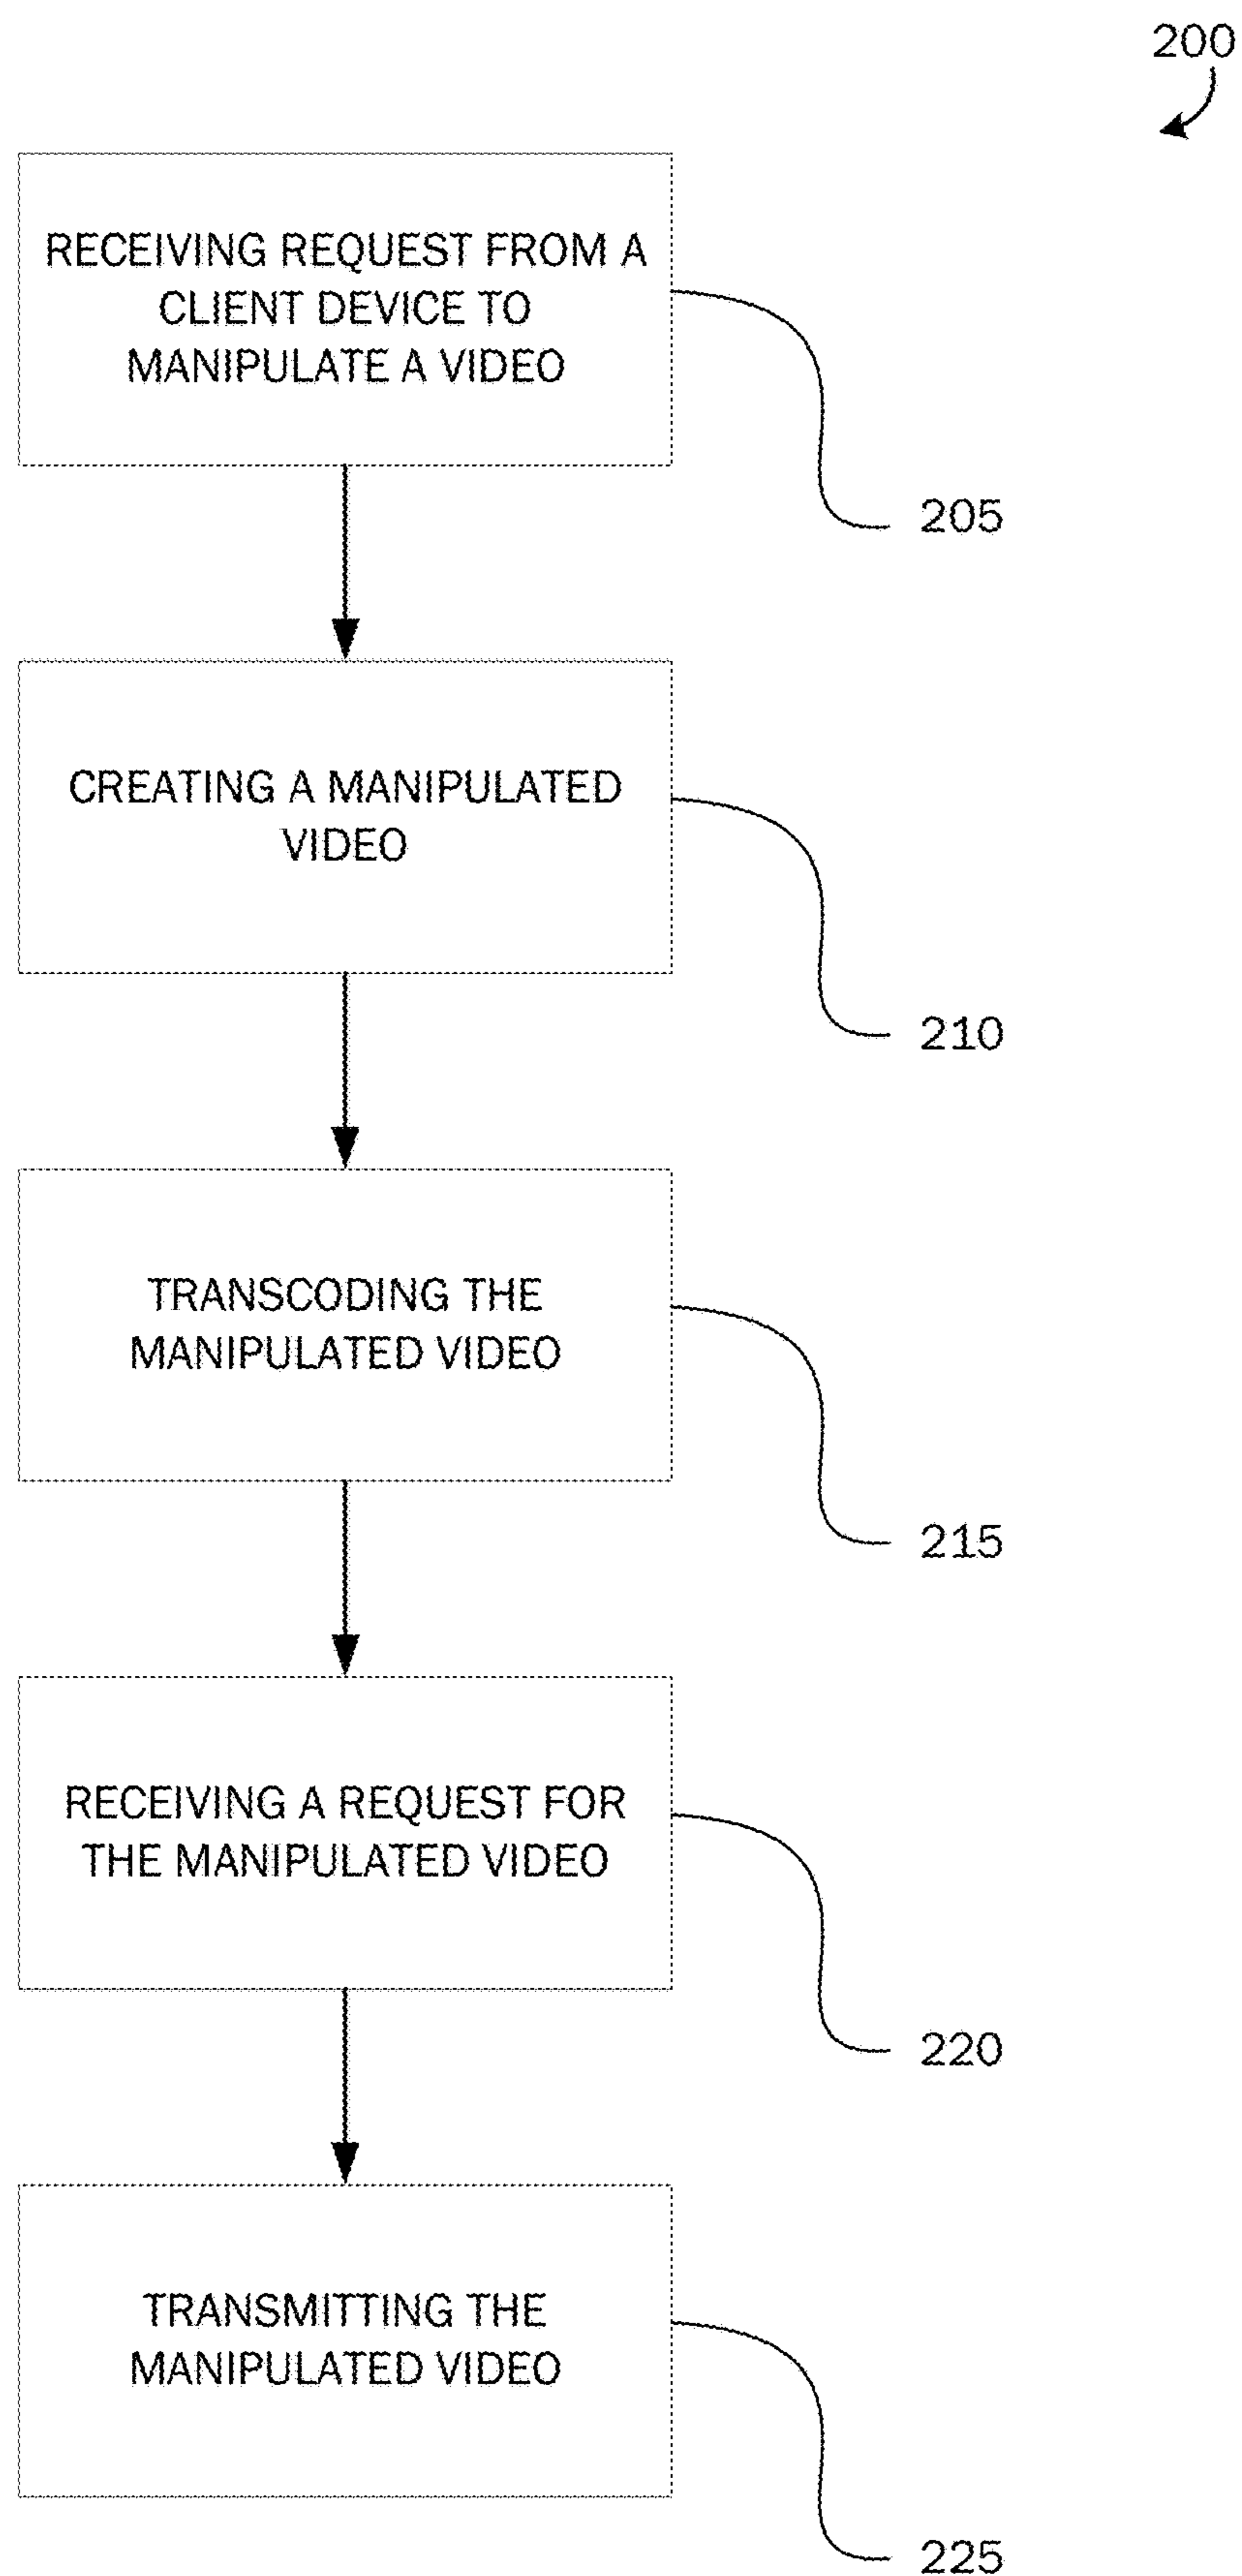 200
RECEIVING REQUEST FROM A
CLIENT DEVICE TO
MANIPULATE A VIDEO
205
CREATING A MANIPULATED
VIDEO
210
TRANSCODING THE
MANIPULATED VIDEO
215
RECEIVING A REQUEST FOR
THE MANIPULATED VIDEO
220
TRANSMITTING THE
MANIPULATED VIDEO
225